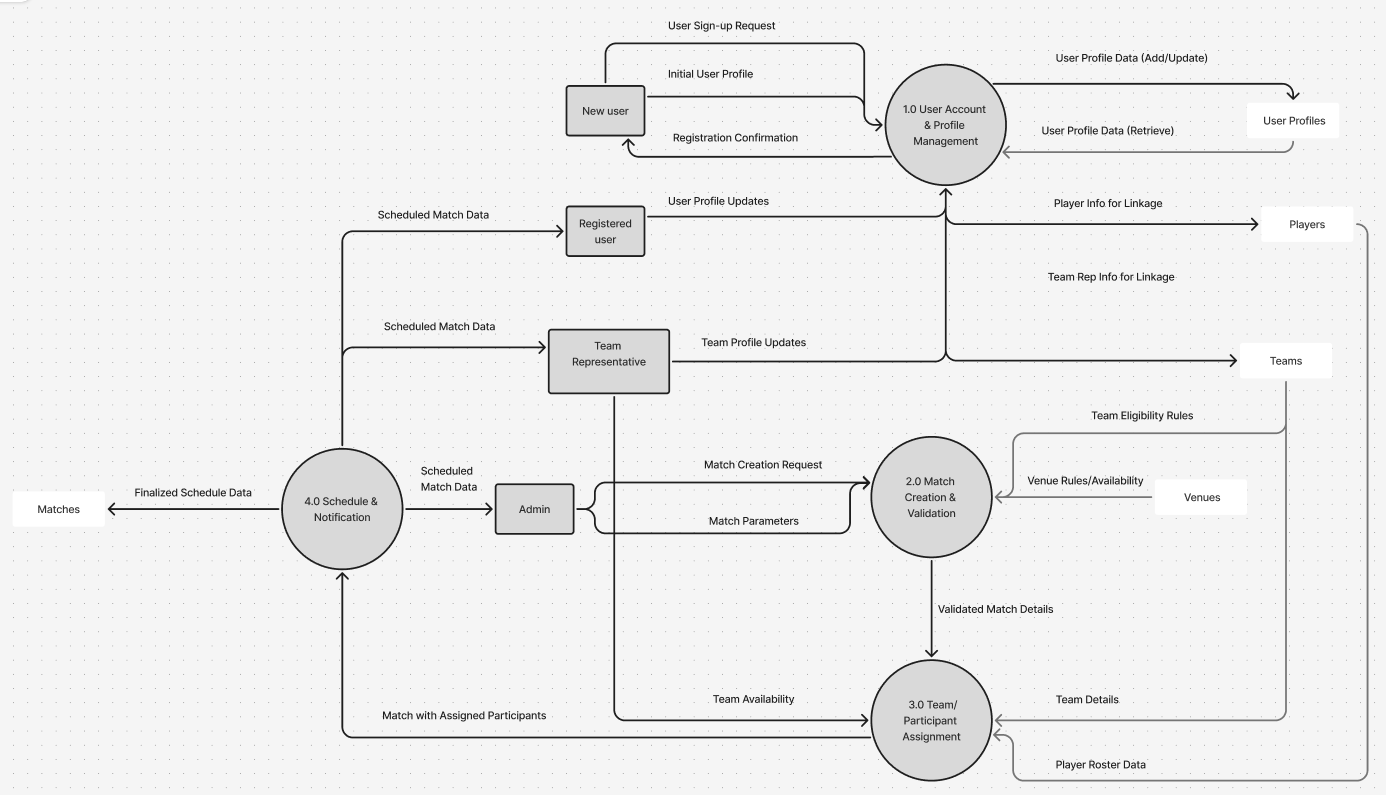 User Sign-up Request
Initial User Profile
New user
Registration Confirmation
1.0 User Account
& Profile
Management
User Profile Data (Add/Update)
User Profiles
User Profile Data (Retrieve)
Scheduled Match Data
Registered
user
User Profile Updates
Player Info for Linkage
Players
Team Rep Info for Linkage
Scheduled Match Data
Team
Representative
Team Profile Updates
Teams
Team Eligibility Rules
Matches
Finalized Schedule Data
4.0 Schedule &
Notification
Scheduled
Match Data
Admin
Match Creation Request
Match Parameters
2.0 Match
Creation &
Validation
Venue Rules/Availability
Venues
Validated Match Details
Match with Assigned Participants
Team Availability
3.0 Team/
Participant
Assignment
Team Details
Player Roster Data